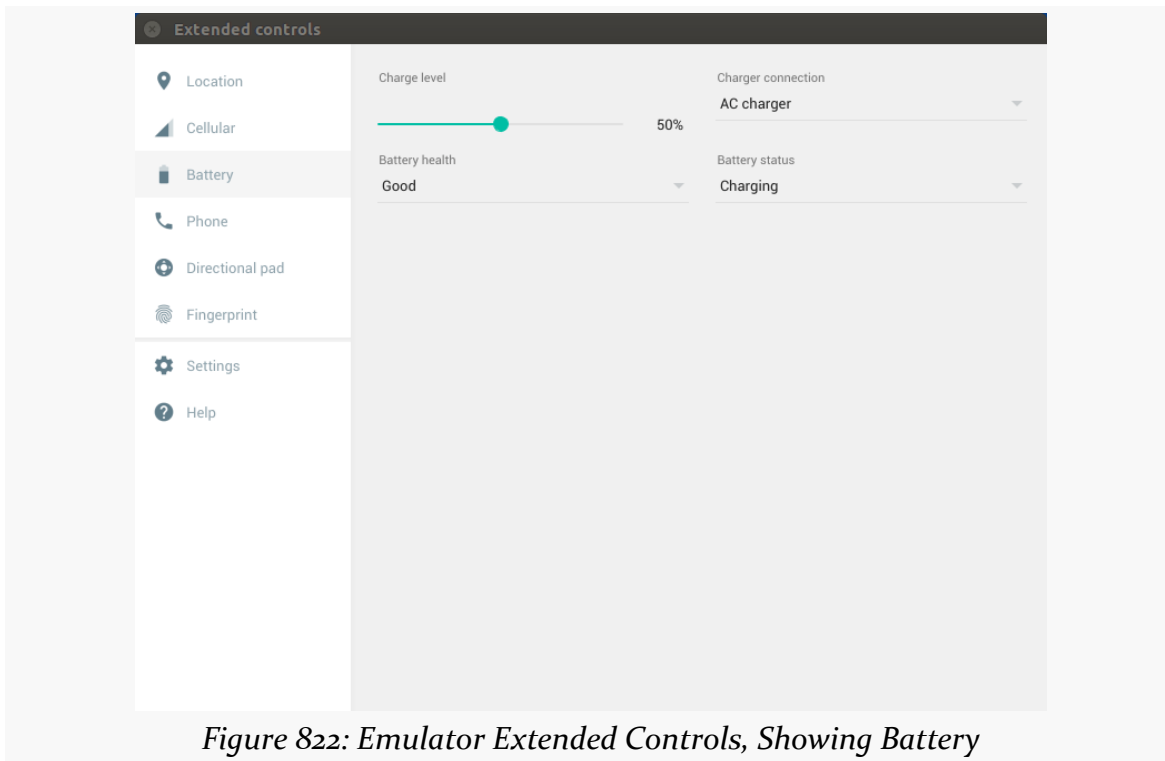 Extended controls
Location
Cellular
Battery
Phone
Directional pad
Fingerprint
Settings
Help
Charge level
50%
Charger connection
AC charger
Battery health
Good
Battery status
Charging
Figure 822: Emulator Extended Controls, Showing Battery